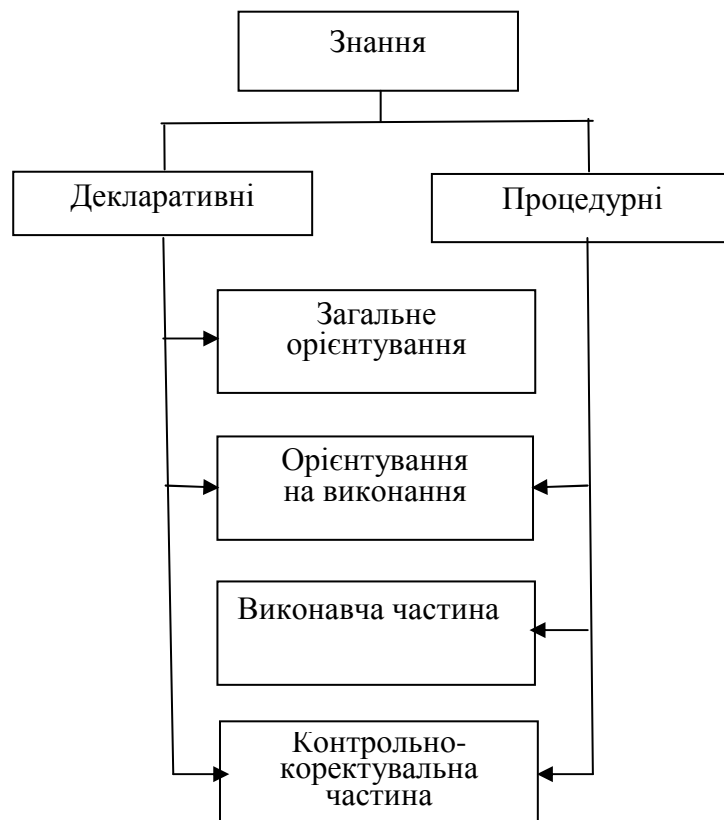 Знання
Декларативні
Процедурні
Загальне
орієнтування
Орієнтування
на виконання
Виконавча частина
Контрольно-
коректувальна
частина